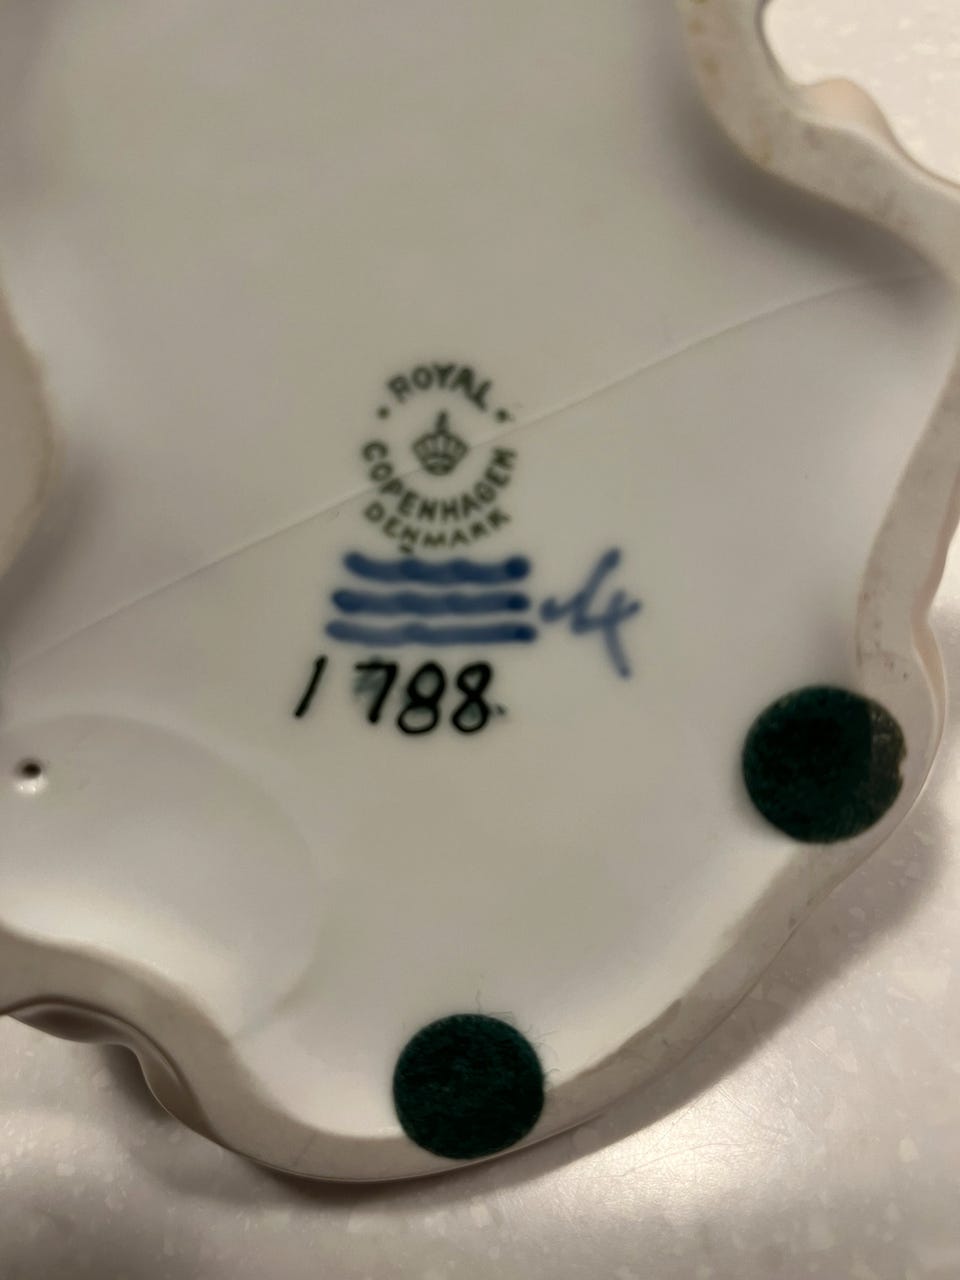 ROYAL
COPENHAGEN
DENMARK
1788.